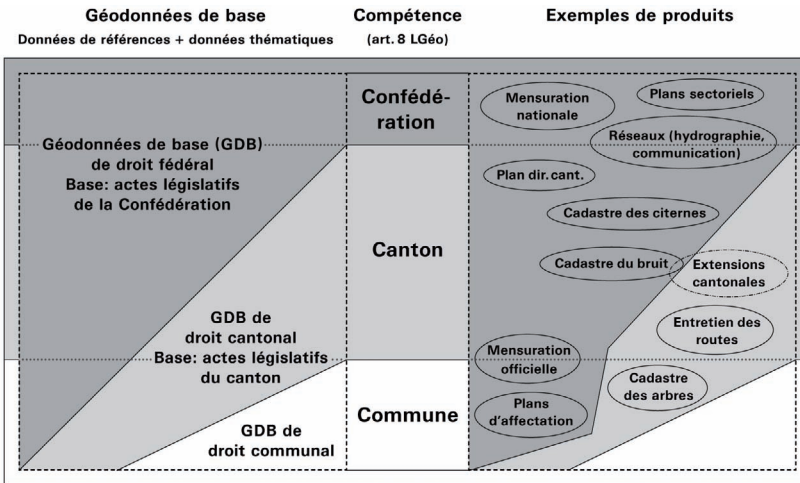 Géodonnées de base
Données de références + données thématiques
Compétence
(art. 8 LGéo)
Exemples de produits
Géodonnées de base (GDB)
de droit fédéral
Base: actes législatifs
de la Confédération
GDB de
droit cantonal
Base: actes législatifs
du canton
GDB de
droit communal
Confédé-
ration
Canton
Commune
Mensuration
nationale
Plans sectoriels
Réseaux (hydrographie,
communication)
Plan dir. cant.
Cadastre des citernes
Cadastre du bruit
Extensions
cantonales
Entretien des
routes
Mensuration
officielle
Cadastre
des arbres
Plans
d'affectation